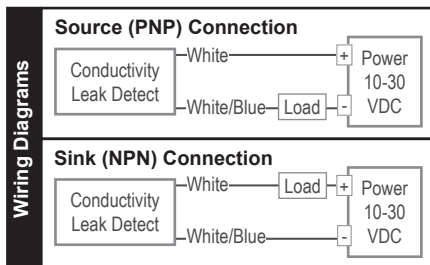 Wiring Diagrams
Source (PNP) Connection
Conductivity
Leak Detect
White
+
Power
10-30
VDC
White/Blue
Load
-
Sink (NPN) Connection
Conductivity
Leak Detect
White
Load
+
Power
10-30
VDC
White/Blue
-